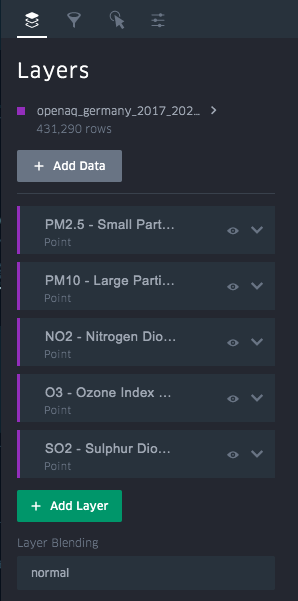 Layers
openaq_germany_2017_202...
431,290 rows
+ Add Data
PM2.5 - Small Part...
Point
PM10 - Large Parti...
Point
NO2 - Nitrogen Dio...
Point
O3 - Ozone Index ...
Point
SO2 - Sulphur Dio...
Point
+ Add Layer
Layer Blending
normal